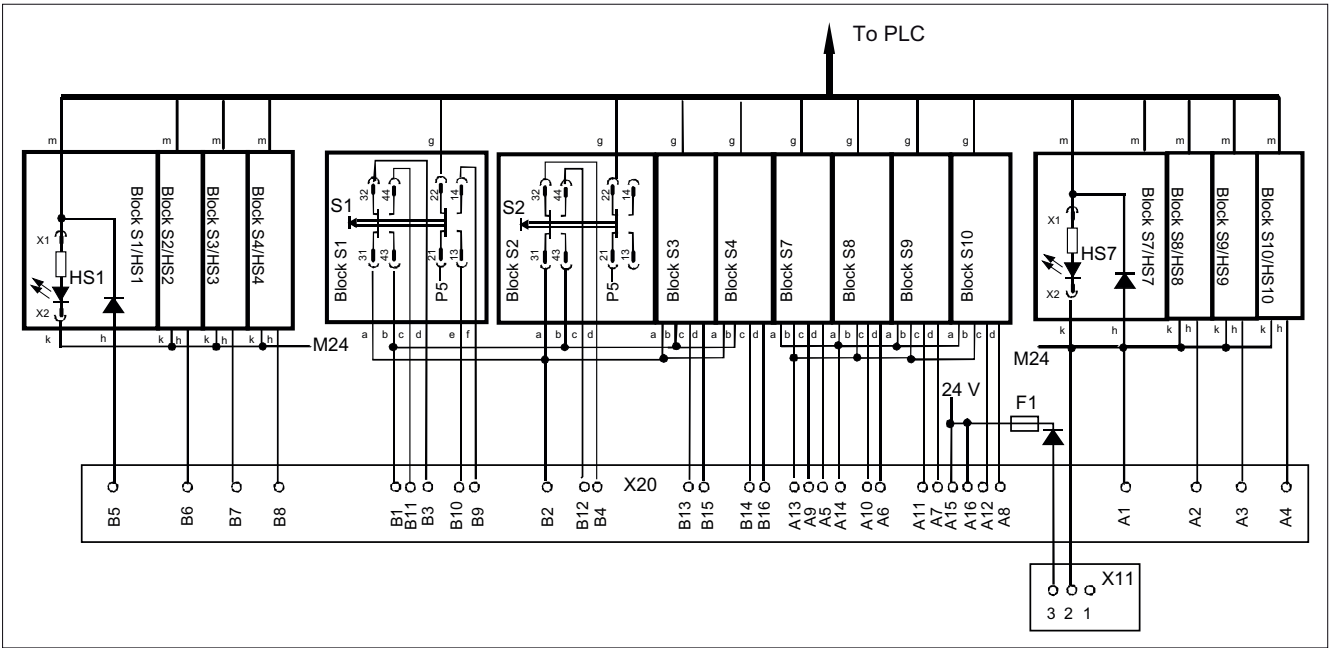 To PLC
m m m m g g g g g g g g m m m m
X1
HS1
X2
Block S1/HS1
Block S2/HS2
Block S3/HS3
Block S4/HS4
k h k h k h k h
M24
32 44 22 14
S1
Block S1
31 43 21 13
P5
a b c d e f
32 44 22 14
S2
Block S2
31 43 21 13
P5
Block S3
Block S4
Block S7
Block S8
Block S9
Block S10
a b c d a b c d a b c d a b c d a b c d a b c d a b c d
X1
HS7
X2
Block S7/HS7
Block S8/HS8
Block S9/HS9
Block S10/HS10
k h k h k h k h
M24
24 V
F1
X20
B5 B6 B7 B8 B1 B11 B3 B10 B9 B2 B12 B4 B13 B15 B14 B16 A13 A9 A5 A14 A10 A6 A11 A7 A15 A16 A12 A8 A1 A2 A3 A4
X11
3 2 1